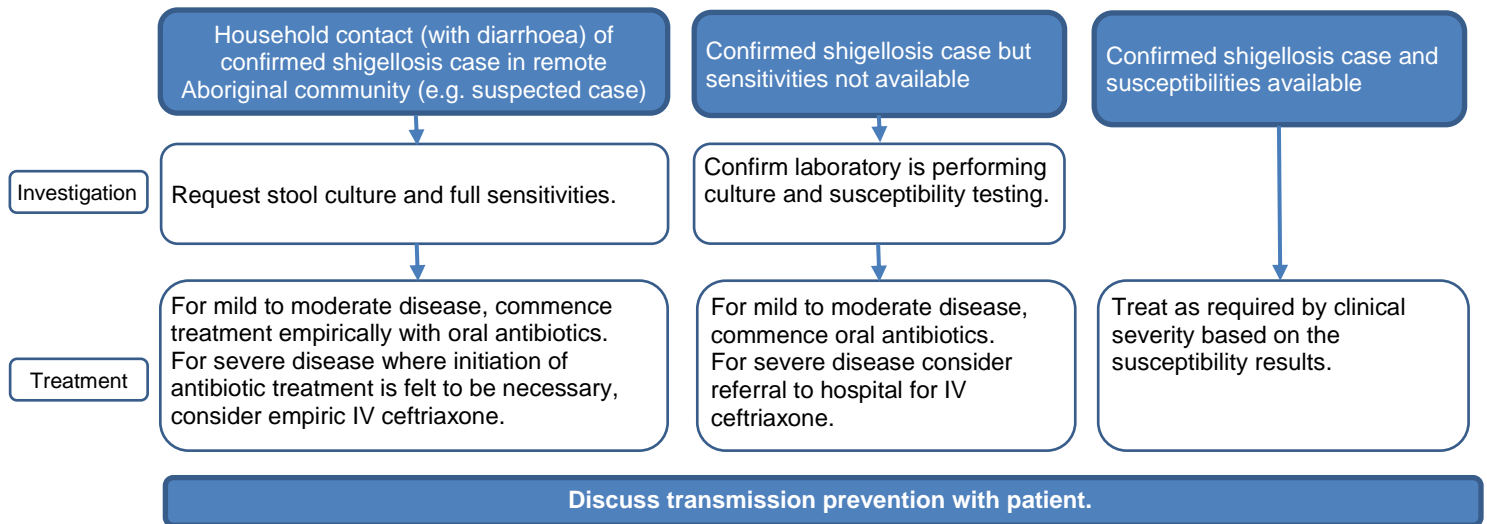 Household contact (with diarrhoea) of
confirmed shigellosis case in remote
Aboriginal community (e.g. suspected case)
Confirmed shigellosis case but
sensitivities not available
Confirmed shigellosis case and
susceptibilities available
Investigation
Request stool culture and full sensitivities.
Confirm laboratory is performing
culture and susceptibility testing.
Treatment
For mild to moderate disease, commence
treatment empirically with oral antibiotics.
For severe disease where initiation of
antibiotic treatment is felt to be necessary,
consider empiric IV ceftriaxone.
For mild to moderate disease,
commence oral antibiotics.
For severe disease consider
referral to hospital for IV
ceftriaxone.
Treat as required by clinical
severity based on the
susceptibility results.
Discuss transmission prevention with patient.